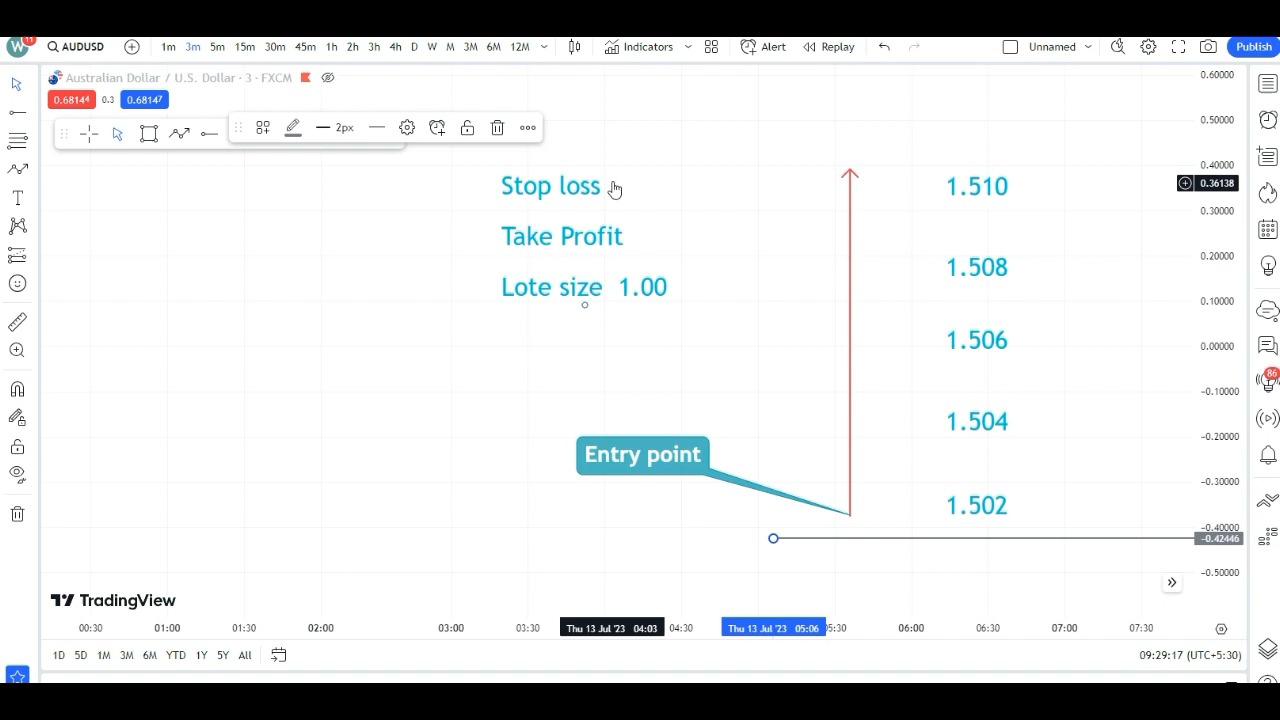 W 11 AUDUSD 1m 3m 5m 15m 30m 45m 1h 2h 3h 4h D W M 3M 6M 12M Indicators Alert Replay Unnamed Publish
Australian Dollar / U.S. Dollar · 3 · FXCM
0.68144 0.3 0.68147
2px
Stop loss
Take Profit
Lote size 1.00
Entry point
1.510
1.508
1.506
1.504
1.502
0.60000
0.50000
0.40000
0.36138
0.30000
0.20000
0.10000
0.00000
−0.10000
−0.20000
−0.30000
−0.40000
−0.42446
−0.50000
86
TradingView
00:30 01:00 01:30 02:00 03:00 03:30 Thu 13 Jul '23 04:03 04:30 Thu 13 Jul '23 05:06 05:30 06:00 06:30 07:00 07:30
1D 5D 1M 3M 6M YTD 1Y 5Y All 09:29:17 (UTC+5:30)